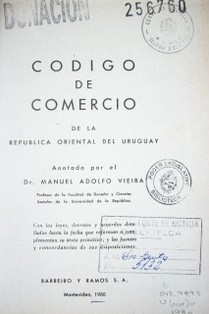 DONACION
256760
CODIGO
DE
COMERCIO
DE LA
REPUBLICA ORIENTAL DEL URUGUAY
Anotado por el
Dr. MANUEL ADOLFO VIEIRA
Profesor de la Facultad de Derecho y Ciencias
Sociales de la Universidad de la República
PODER LEGISLATIVO
BIBLIOTECA
Con las leyes, decretos y acuerdos
hasta la fecha que reforman o
su texto primitivo; y las fuentes
y concordancias de sus disposiciones.
BARREIRO Y RAMOS S. A.
Montevideo, 1980